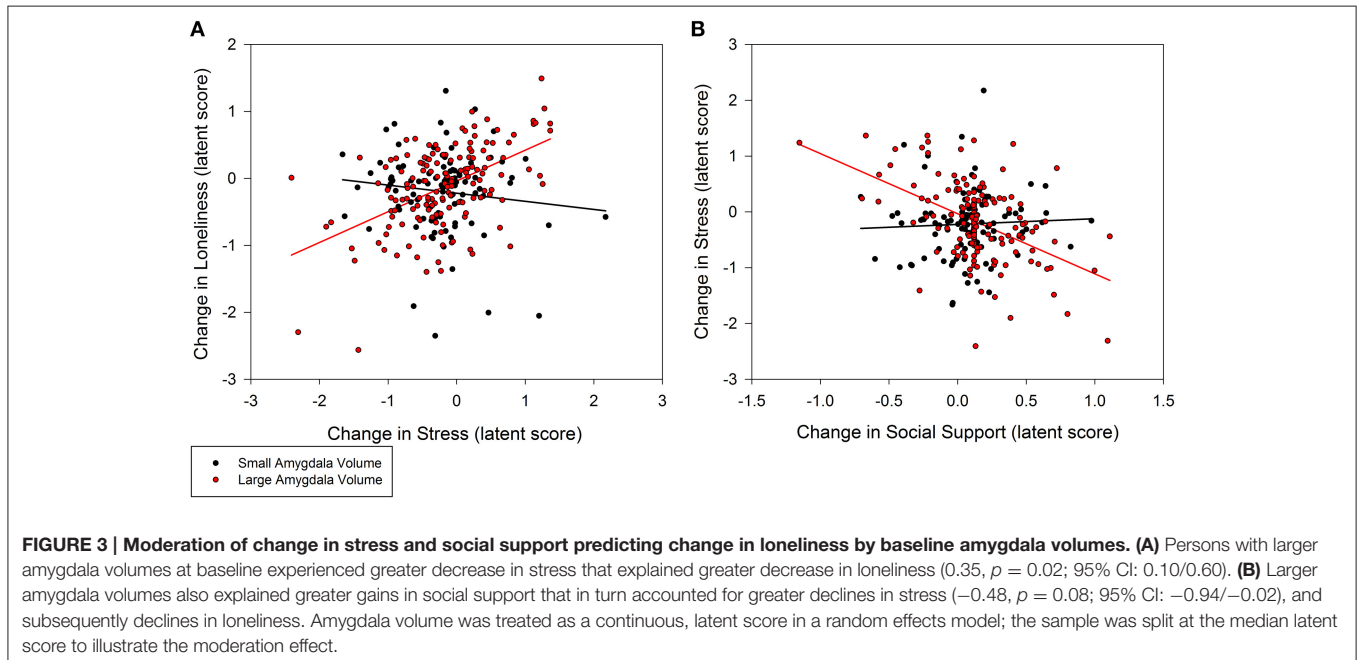 A
B
2
1
0
-1
-2
-3
Change in Loneliness (latent score)
-3 -2 -1 0 1 2 3
Change in Stress (latent score)
3
2
1
0
-1
-2
-3
Change in Stress (latent score)
-1.5 -1.0 -0.5 0.0 0.5 1.0 1.5
Change in Social Support (latent score)
Small Amygdala Volume
Large Amygdala Volume
FIGURE 3 | Moderation of change in stress and social support predicting change in loneliness by baseline amygdala volumes. (A) Persons with larger
amygdala volumes at baseline experienced greater decrease in stress that explained greater decrease in loneliness (0.35, p = 0.02; 95% CI: 0.10/0.60). (B) Larger
amygdala volumes also explained greater gains in social support that in turn accounted for greater declines in stress (−0.48, p = 0.08; 95% CI: −0.94/−0.02), and
subsequently declines in loneliness. Amygdala volume was treated as a continuous, latent score in a random effects model; the sample was split at the median latent
score to illustrate the moderation effect.